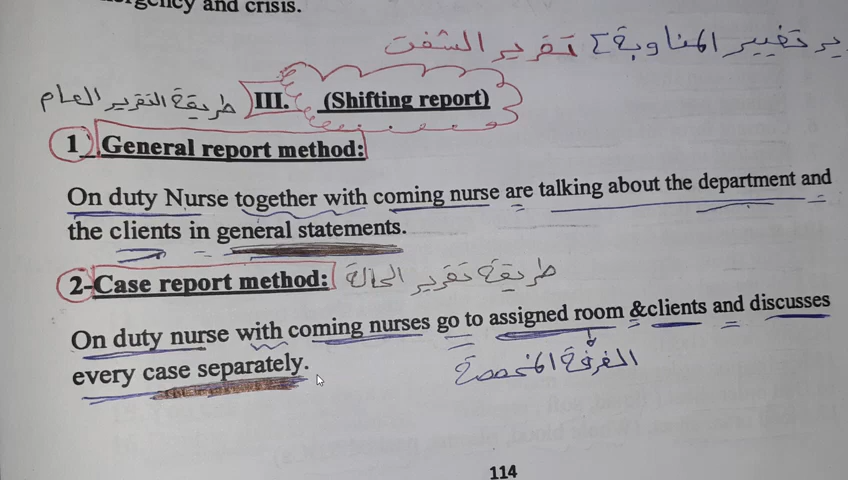 and crisis.
تغيير المناوبة] تقرير الشفت
طريقة التقرير العام III. (Shifting report)
1_ General report method:
On duty Nurse together with coming nurse are talking about the department and
the clients in general statements.
2-Case report method: طريقة تقرير الحالة
On duty nurse with coming nurses go to assigned room &clients and discusses
every case separately.
الغرفة المخصصة
114